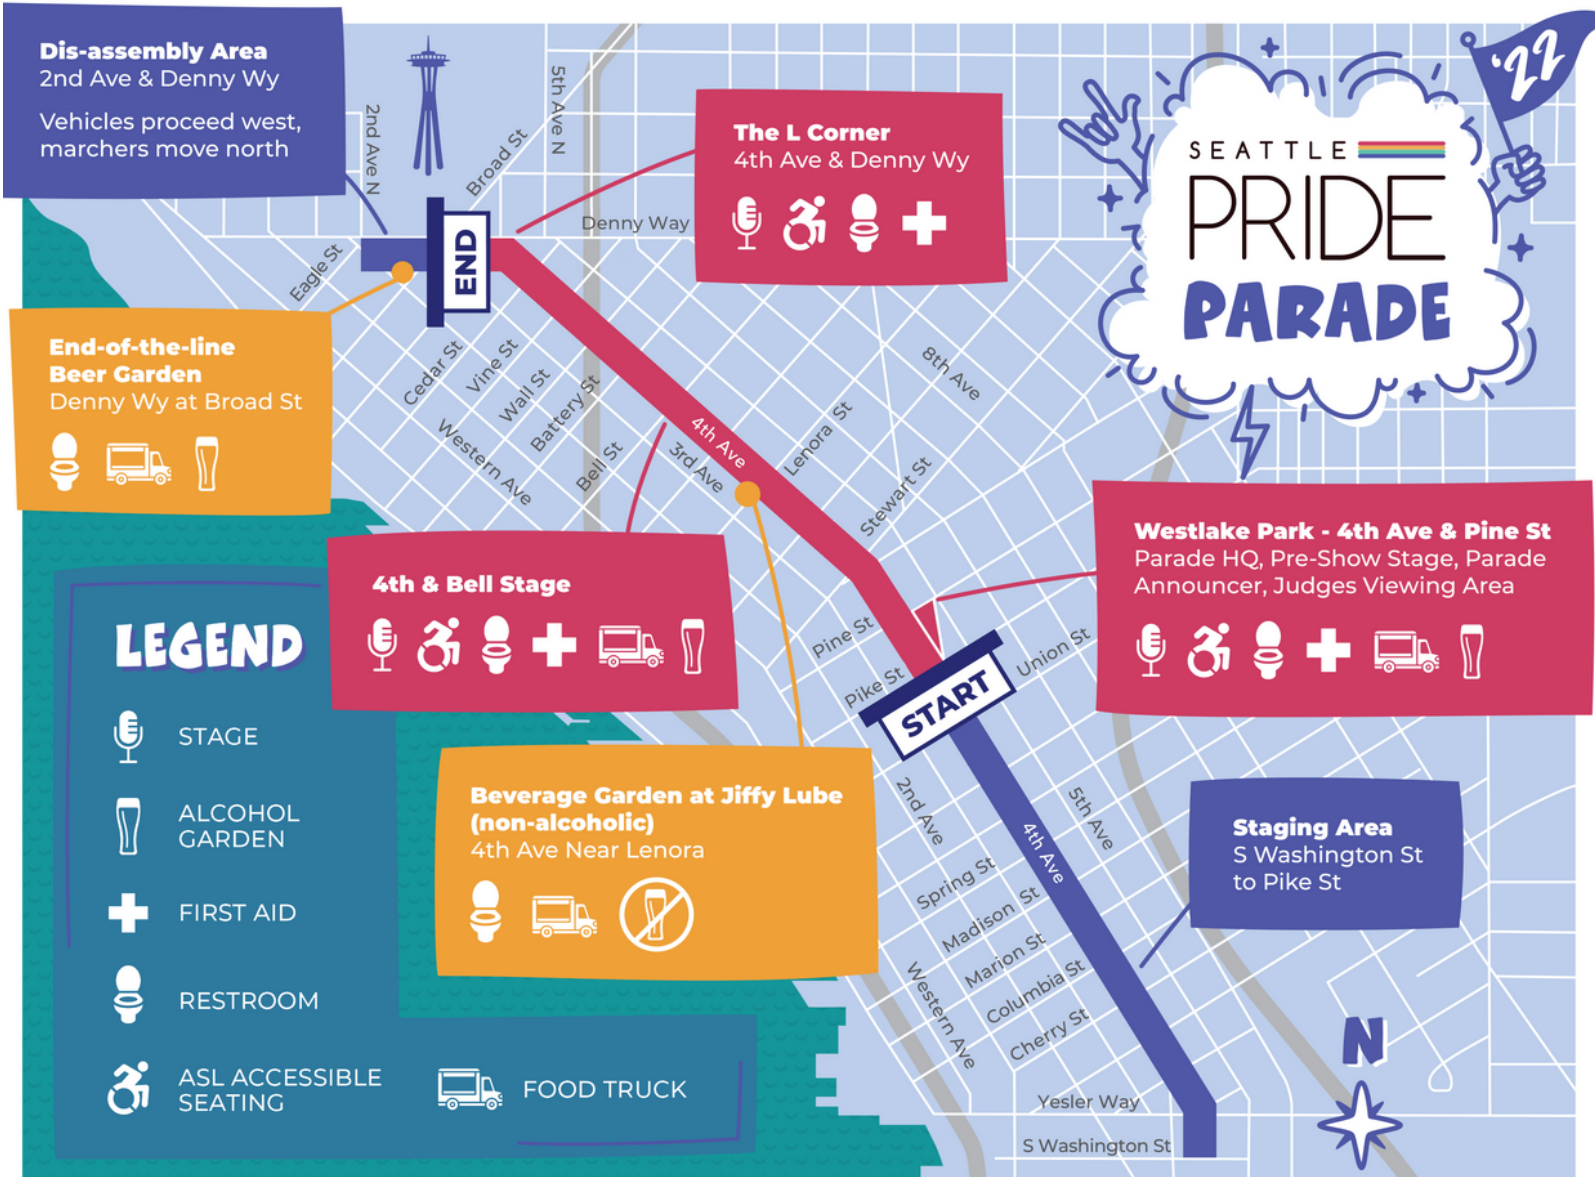 Dis-assembly Area
2nd Ave & Denny Wy
Vehicles proceed west,
marchers move north
2nd Ave N
Broad St
5th Ave N
The L Corner
4th Ave & Denny Wy
'22
SEATTLE
PRIDE
PARADE
Denny Way
END
Eagle St
End-of-the-line
Beer Garden
Denny Wy at Broad St
Cedar St
Vine St
Wall St
Battery St
Bell St
Western Ave
3rd Ave
4th Ave
Lenora St
8th Ave
Stewart St
4th & Bell Stage
Westlake Park - 4th Ave & Pine St
Parade HQ, Pre-Show Stage, Parade
Announcer, Judges Viewing Area
Pine St
Pike St
Union St
START
LEGEND
STAGE
ALCOHOL
GARDEN
FIRST AID
RESTROOM
ASL ACCESSIBLE
SEATING
FOOD TRUCK
Beverage Garden at Jiffy Lube
(non-alcoholic)
4th Ave Near Lenora
2nd Ave
4th Ave
5th Ave
Staging Area
S Washington St
to Pike St
Spring St
Madison St
Marion St
Columbia St
Cherry St
Western Ave
Yesler Way
S Washington St
N